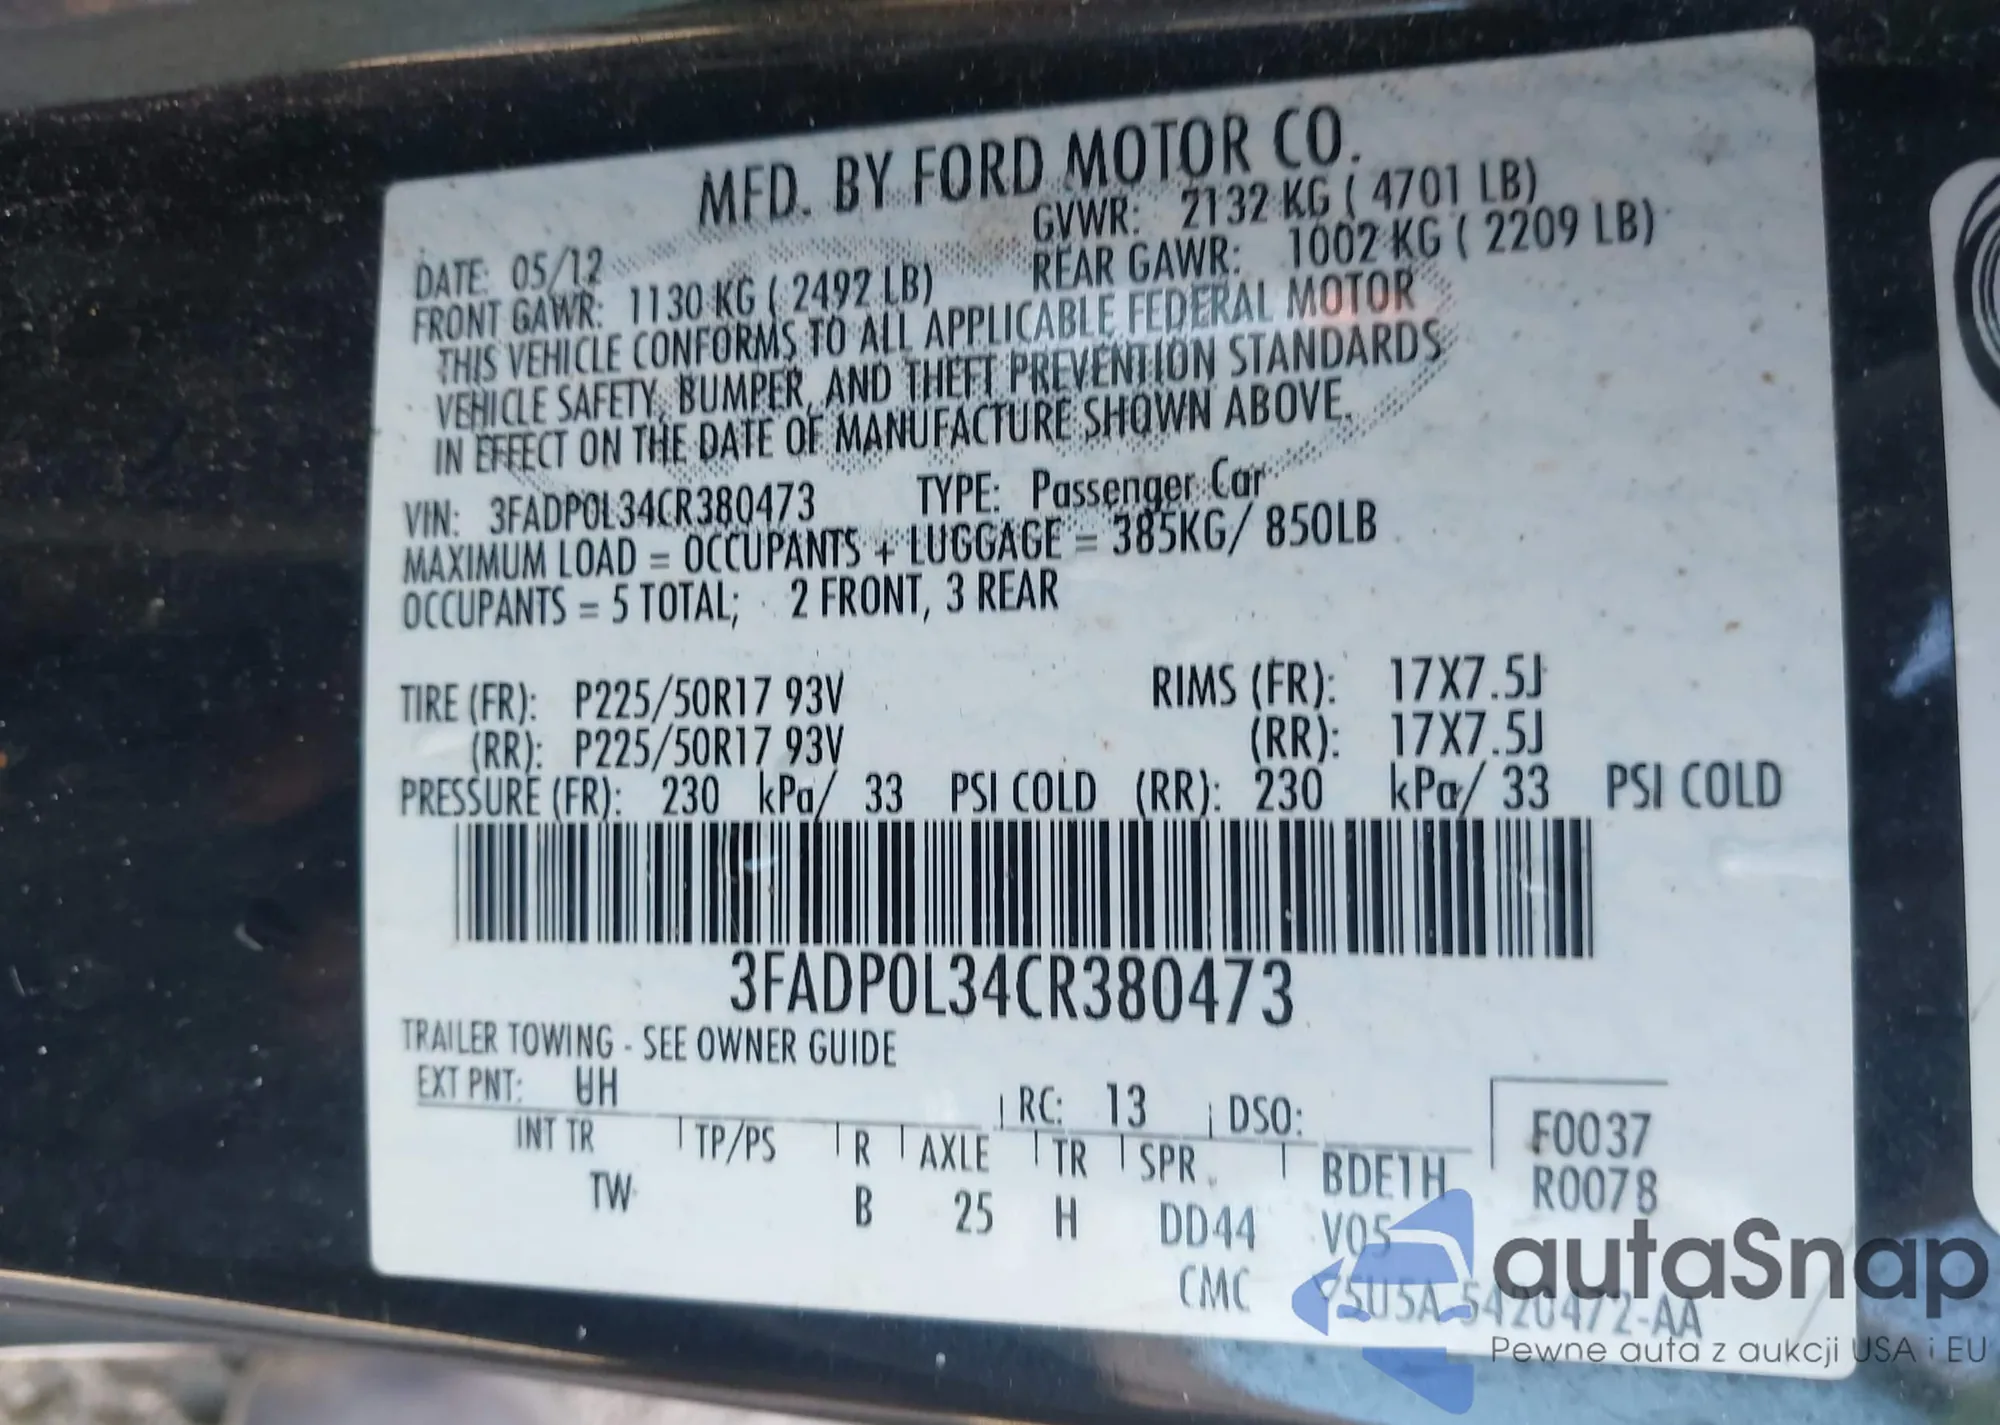 MFD. BY FORD MOTOR CO.
DATE: 05/12 GVWR: 2132 KG ( 4701 LB)
FRONT GAWR: 1130 KG ( 2492 LB) REAR GAWR: 1002 KG ( 2209 LB)
THIS VEHICLE CONFORMS TO ALL APPLICABLE FEDERAL MOTOR
VEHICLE SAFETY, BUMPER, AND THEFT PREVENTION STANDARDS
IN EFFECT ON THE DATE OF MANUFACTURE SHOWN ABOVE.
VIN: 3FADP0L34CR380473 TYPE: Passenger Car
MAXIMUM LOAD = OCCUPANTS + LUGGAGE = 385KG/ 850LB
OCCUPANTS = 5 TOTAL; 2 FRONT, 3 REAR
TIRE (FR): P225/50R17 93V RIMS (FR): 17X7.5J
(RR): P225/50R17 93V (RR): 17X7.5J
PRESSURE (FR): 230 kPa/ 33 PSI COLD (RR): 230 kPa/ 33 PSI COLD
3FADP0L34CR380473
TRAILER TOWING - SEE OWNER GUIDE
EXT PNT: UH RC: 13 DSO: F0037
INT TR TP/PS R AXLE TR SPR BDE1H R0078
TW B 25 H DD44 V05
CMC 5420472-AA
autaSnap
Pewne auta z aukcji USA i EU